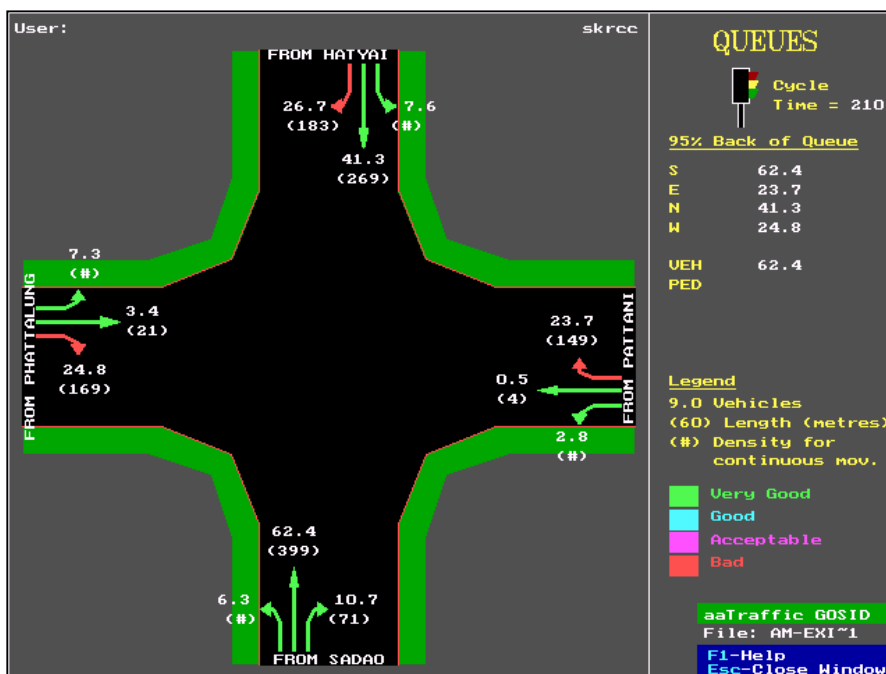 User:
skrcc
FROM HATYAI
26.7
(183)
7.6
(#)
41.3
(269)
7.3
(#)
3.4
(21)
24.8
(169)
FROM PHATTALUNG
23.7
(149)
0.5
(4)
2.8
(#)
FROM PATTANI
62.4
(399)
6.3
(#)
10.7
(71)
FROM SADAO
QUEUES
Cycle
Time = 210
95% Back of Queue
S 62.4
E 23.7
N 41.3
W 24.8
VEH 62.4
PED
Legend
9.0 Vehicles
(60) Length (metres)
(#) Density for
continuous mov.
Very Good
Good
Acceptable
Bad
aaTraffic GOSID
File: AM-EXI~1
F1-Help
Esc-Close Window